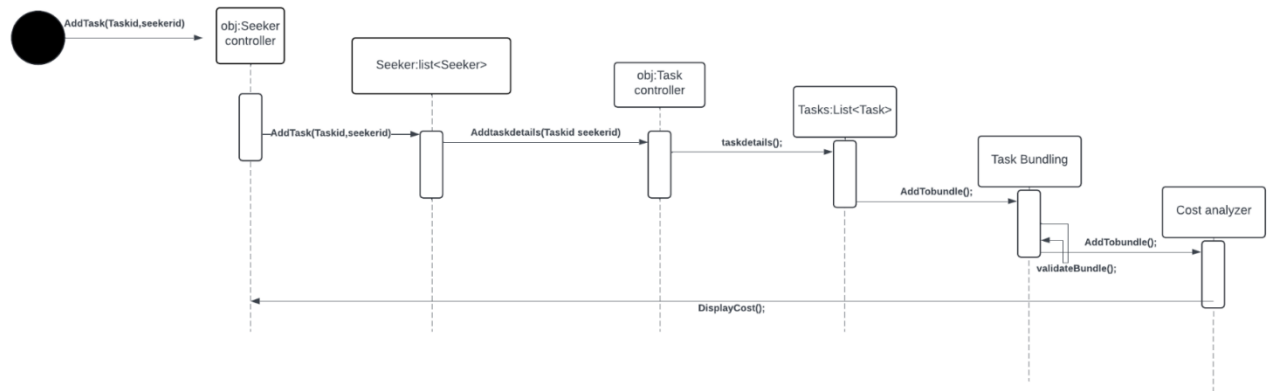 AddTask(Taskid,seekerid)
obj:Seeker
controller
Seeker:list<Seeker>
obj:Task
controller
Tasks:List<Task>
Task Bundling
Cost analyzer
AddTask(Taskid,seekerid)
Addtaskdetails(Taskid seekerid)
taskdetails();
AddTobundle();
AddTobundle();
validateBundle();
DisplayCost();